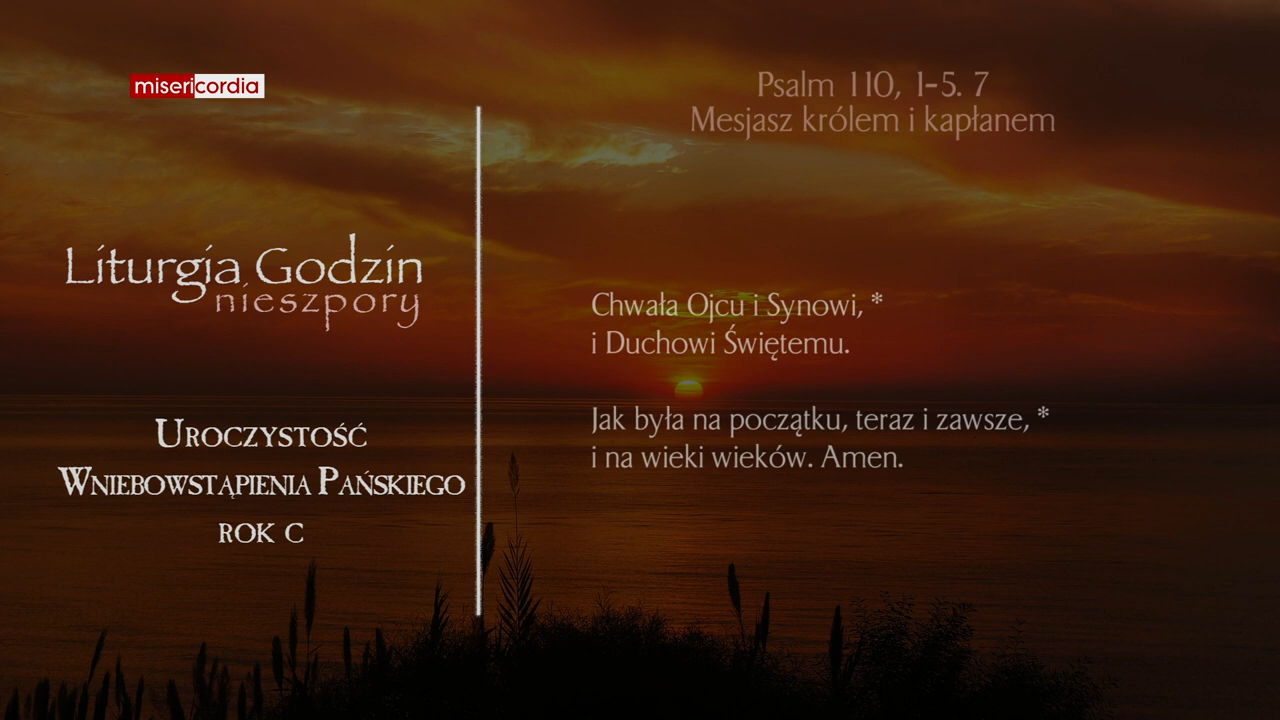 misericordia
Liturgia Godzin
nieszpory
Uroczystość
Wniebowstąpienia Pańskiego
rok C
Psalm 110, 1-5. 7
Mesjasz królem i kapłanem
Chwała Ojcu i Synowi, *
i Duchowi Świętemu.
Jak była na początku, teraz i zawsze, *
i na wieki wieków. Amen.